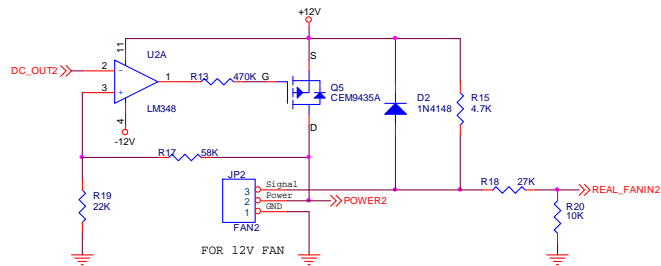 +12V
11
U2A
S
DC_OUT2
2
1
R13
470K
G
Q5
CEM9435A
D2
1N4148
R15
4.7K
3
LM348
4
-12V
D
R17
58K
JP2
R19
22K
3
2
1
Signal
Power
GND
POWER2
R18
27K
REAL_FANIN2
R20
10K
FAN2
FOR 12V FAN